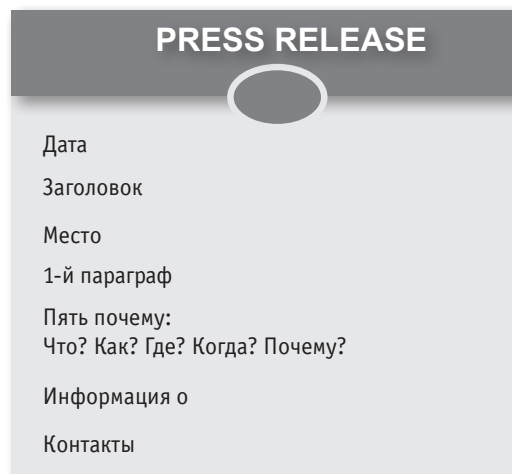 PRESS RELEASE
Дата
Заголовок
Место
1-й параграф
Пять почему:
Что? Как? Где? Когда? Почему?
Информация о
Контакты